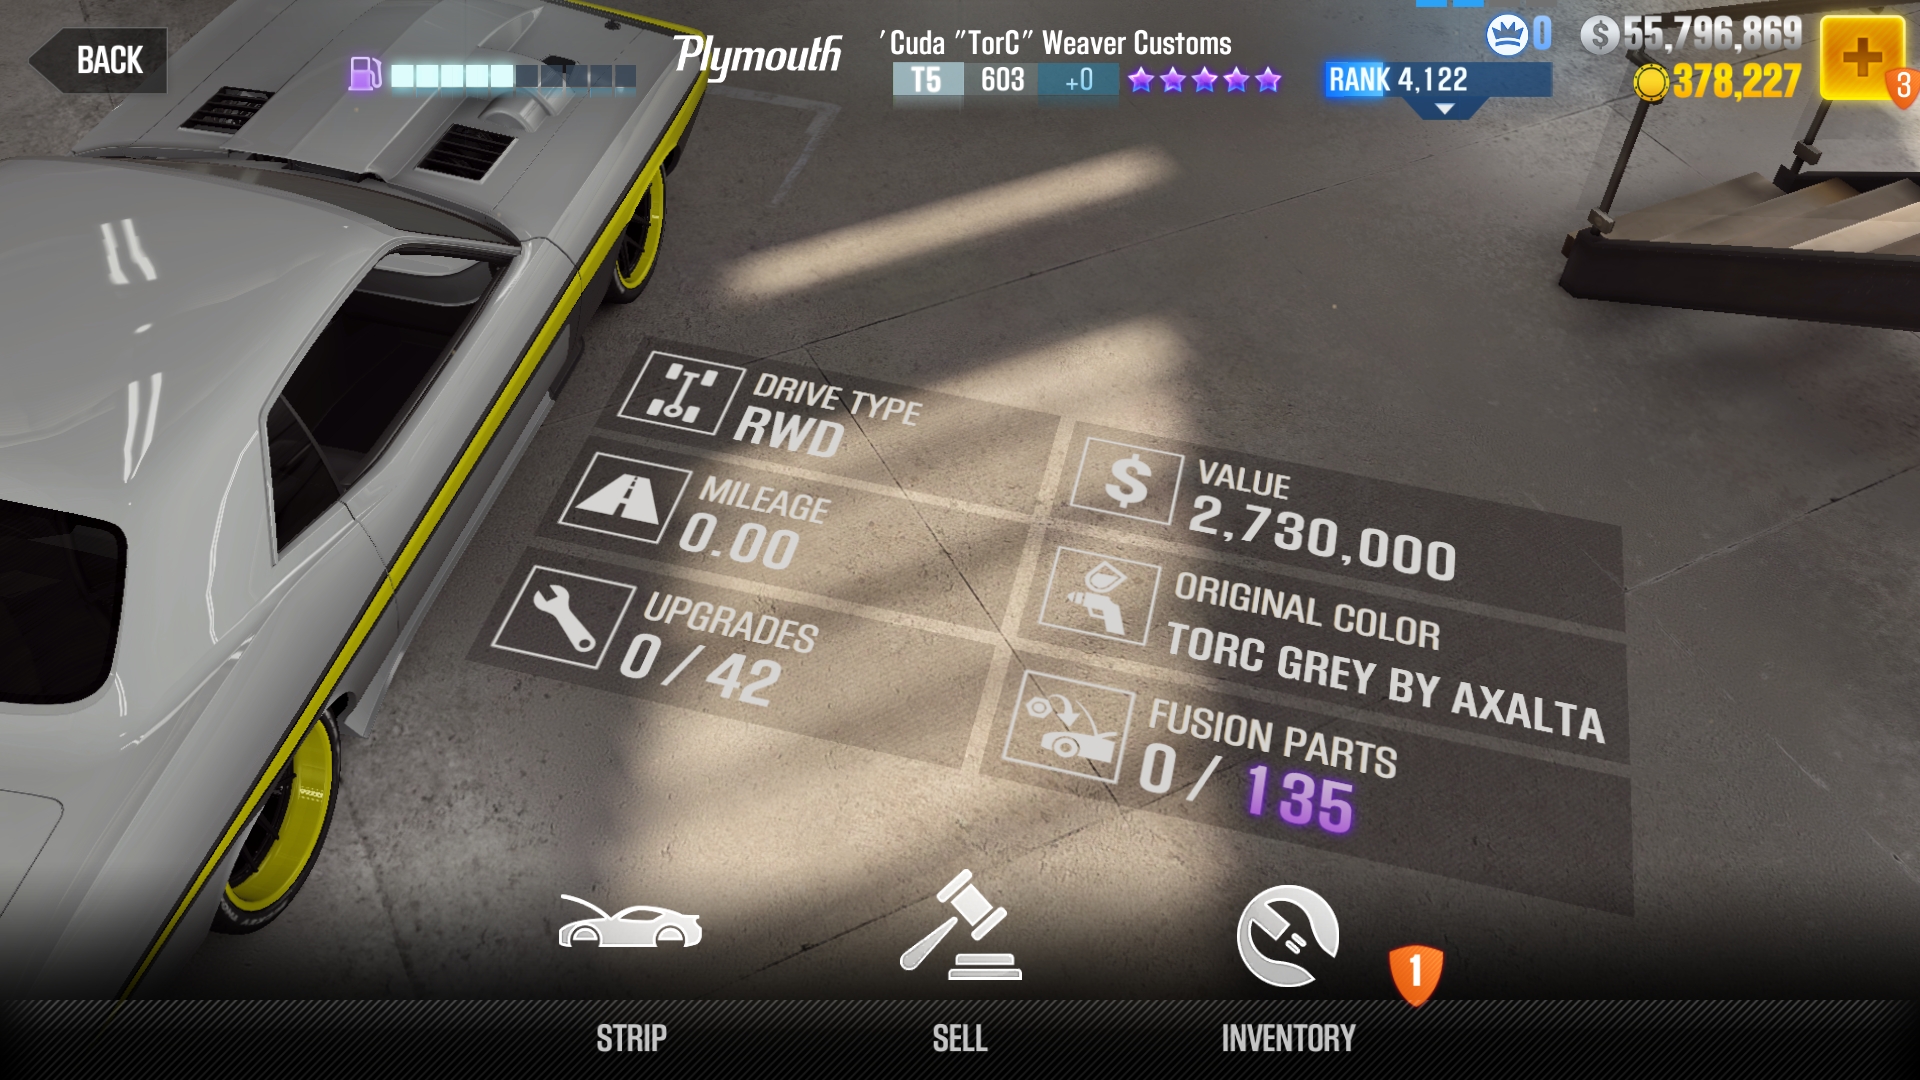 BACK
Plymouth
'Cuda "TorC" Weaver Customs
T5 603 +0
RANK 4,122
0
55,796,869
378,227
3
DRIVE TYPE
RWD
MILEAGE
0.00
UPGRADES
0 / 42
VALUE
2,730,000
ORIGINAL COLOR
TORC GREY BY AXALTA
FUSION PARTS
0 / 135
1
STRIP
SELL
INVENTORY